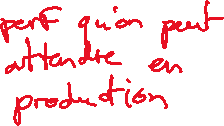 perf qu'on peut
attendre en
production